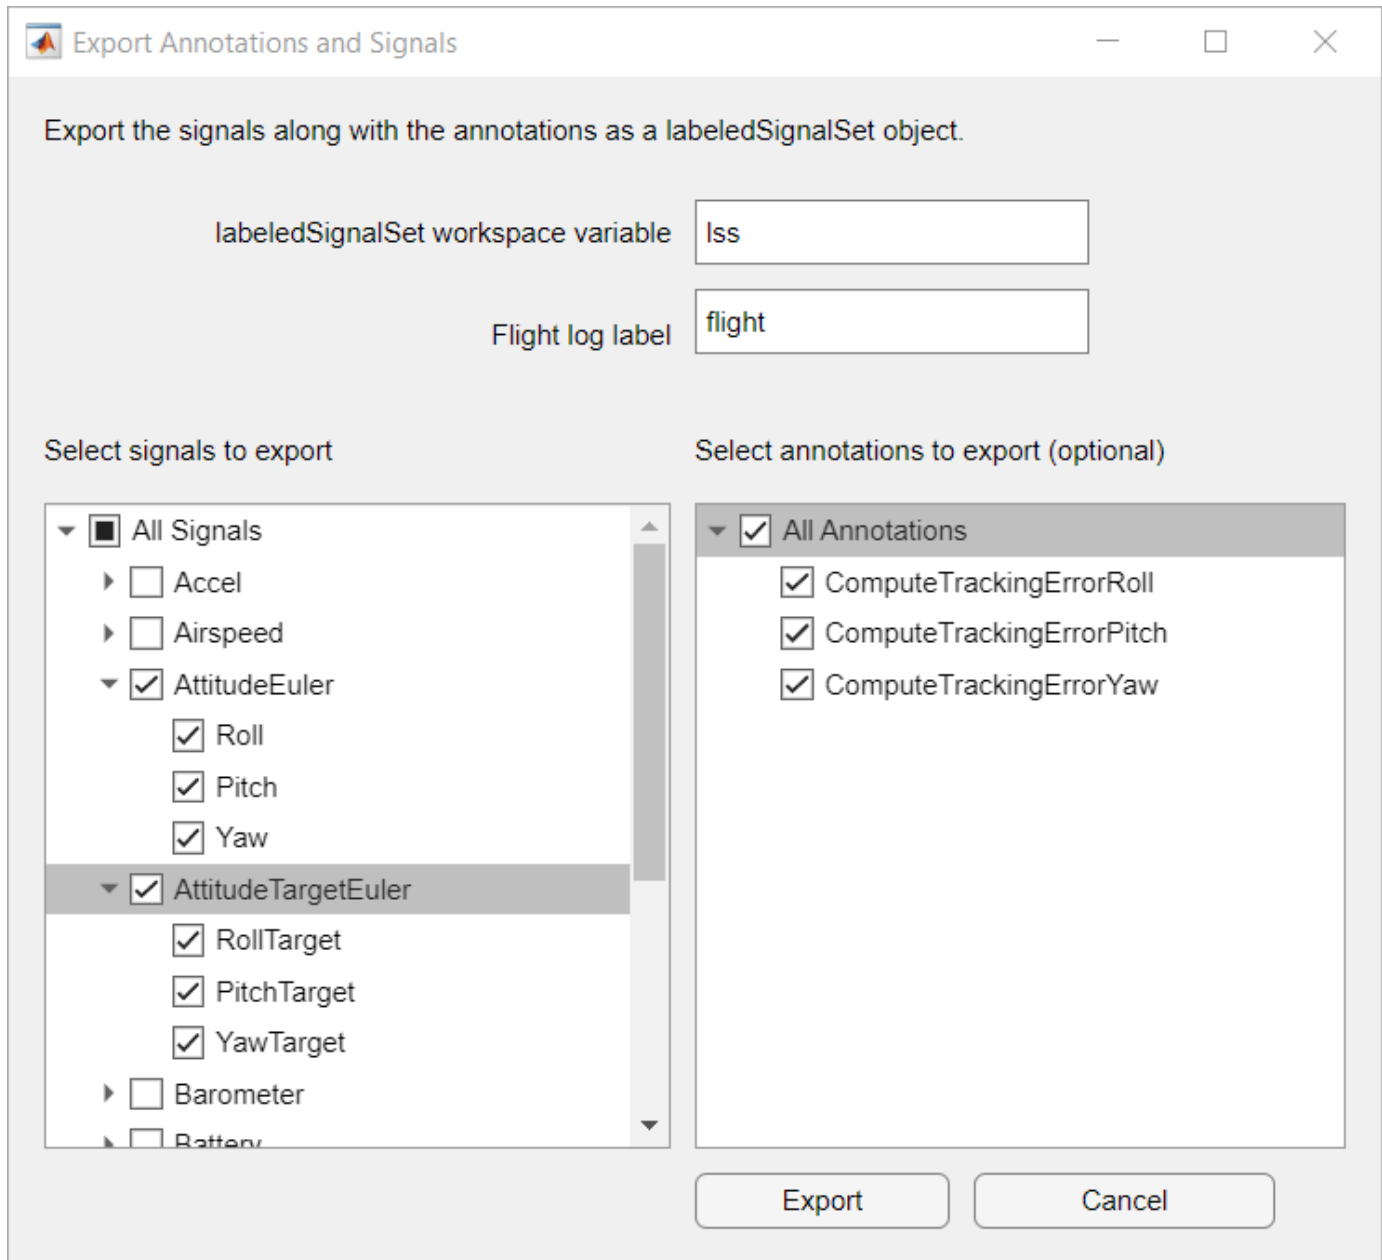 Export Annotations and Signals
Export the signals along with the annotations as a labeledSignalSet object.
labeledSignalSet workspace variable
lss
Flight log label
flight
Select signals to export
Select annotations to export (optional)
All Signals
Accel
Airspeed
AttitudeEuler
Roll
Pitch
Yaw
AttitudeTargetEuler
RollTarget
PitchTarget
YawTarget
Barometer
Battery
All Annotations
ComputeTrackingErrorRoll
ComputeTrackingErrorPitch
ComputeTrackingErrorYaw
Export
Cancel